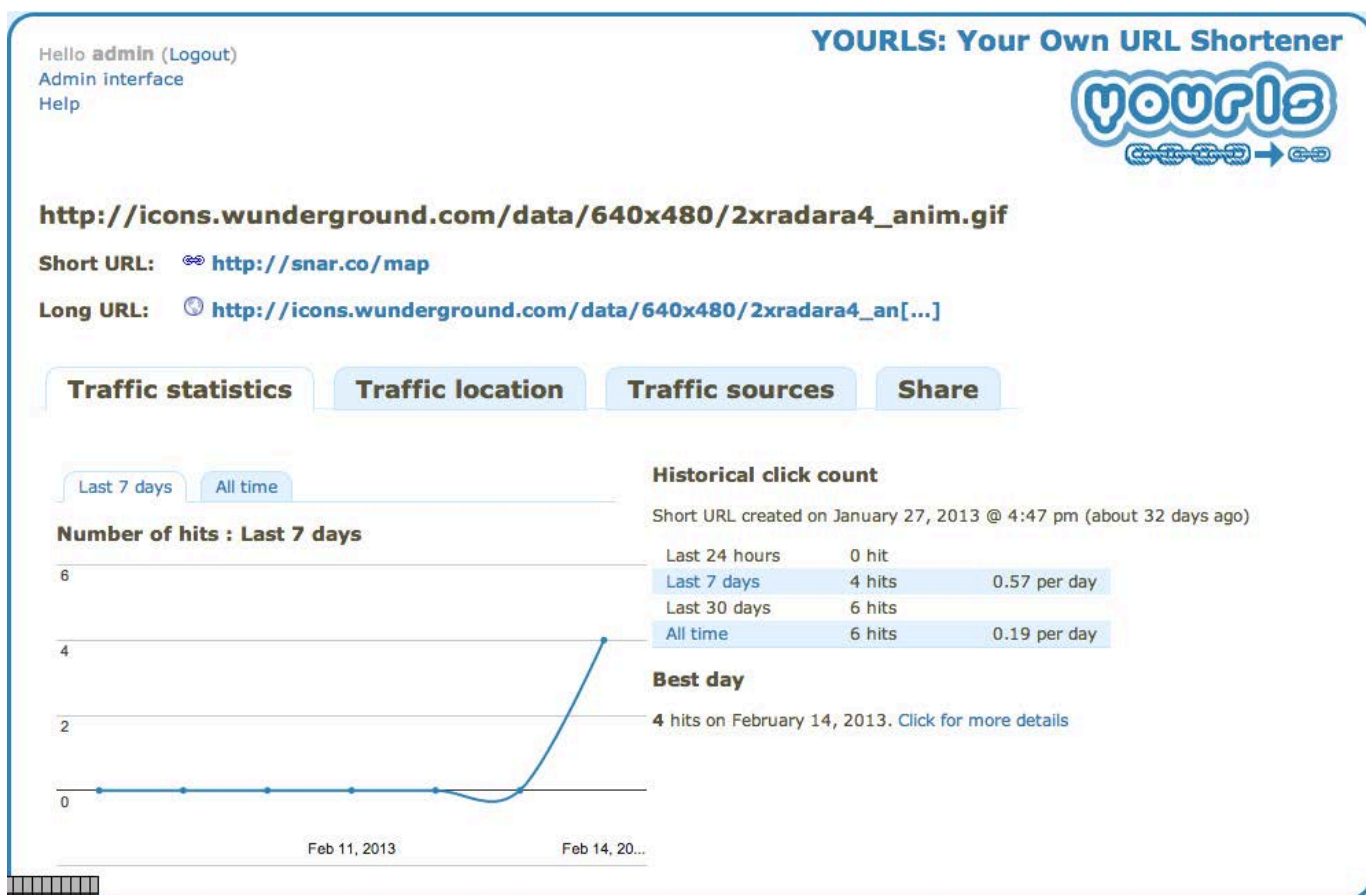 Hello admin (Logout)
Admin interface
Help
YOURLS: Your Own URL Shortener
yourls
http://icons.wunderground.com/data/640x480/2xradara4_anim.gif
Short URL: http://snar.co/map
Long URL: http://icons.wunderground.com/data/640x480/2xradara4_an[...]
Traffic statistics Traffic location Traffic sources Share
Last 7 days All time
Number of hits : Last 7 days
6
4
2
0
Feb 11, 2013 Feb 14, 20...
Historical click count
Short URL created on January 27, 2013 @ 4:47 pm (about 32 days ago)
Last 24 hours 0 hit
Last 7 days 4 hits 0.57 per day
Last 30 days 6 hits
All time 6 hits 0.19 per day
Best day
4 hits on February 14, 2013. Click for more details